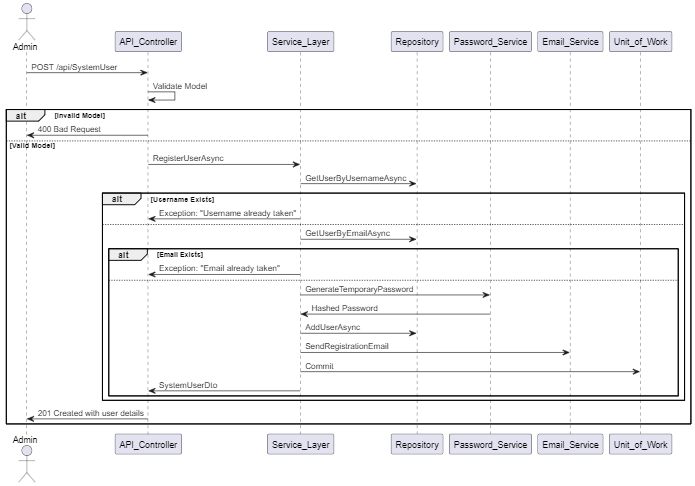 Admin
API_Controller
Service_Layer
Repository
Password_Service
Email_Service
Unit_of_Work
POST /api/SystemUser
Validate Model
alt
[Invalid Model]
400 Bad Request
[Valid Model]
RegisterUserAsync
GetUserByUsernameAsync
alt
[Username Exists]
Exception: "Username already taken"
GetUserByEmailAsync
alt
[Email Exists]
Exception: "Email already taken"
GenerateTemporaryPassword
Hashed Password
AddUserAsync
SendRegistrationEmail
Commit
SystemUserDto
201 Created with user details
Admin
API_Controller
Service_Layer
Repository
Password_Service
Email_Service
Unit_of_Work